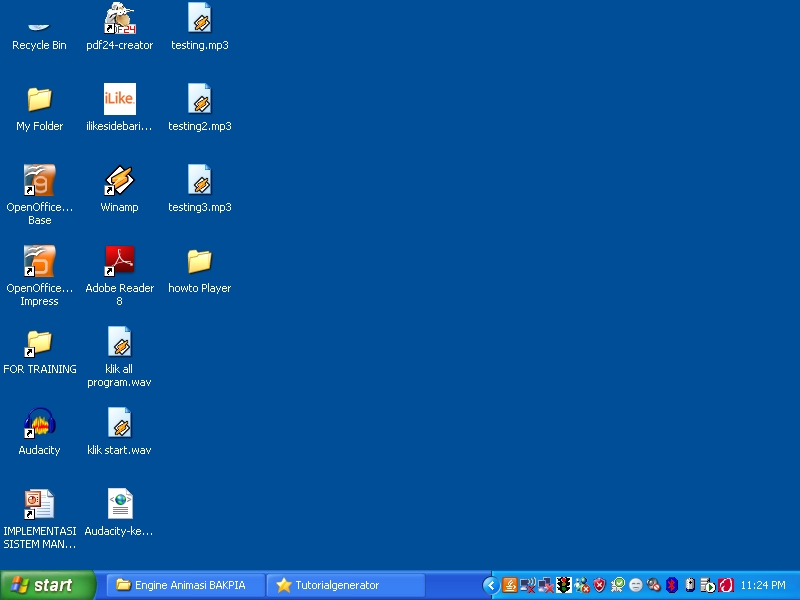 Recycle Bin
pdf24-creator
testing.mp3
My Folder
iLike.
ilikesidebari...
testing2.mp3
OpenOffice...
Base
Winamp
testing3.mp3
OpenOffice...
Impress
Adobe Reader
8
howto Player
FOR TRAINING
klik all
program.wav
Audacity
klik start.wav
IMPLEMENTASI
SISTEM MAN...
Audacity-ke...
start
Engine Animasi BAKPIA
Tutorialgenerator
11:24 PM